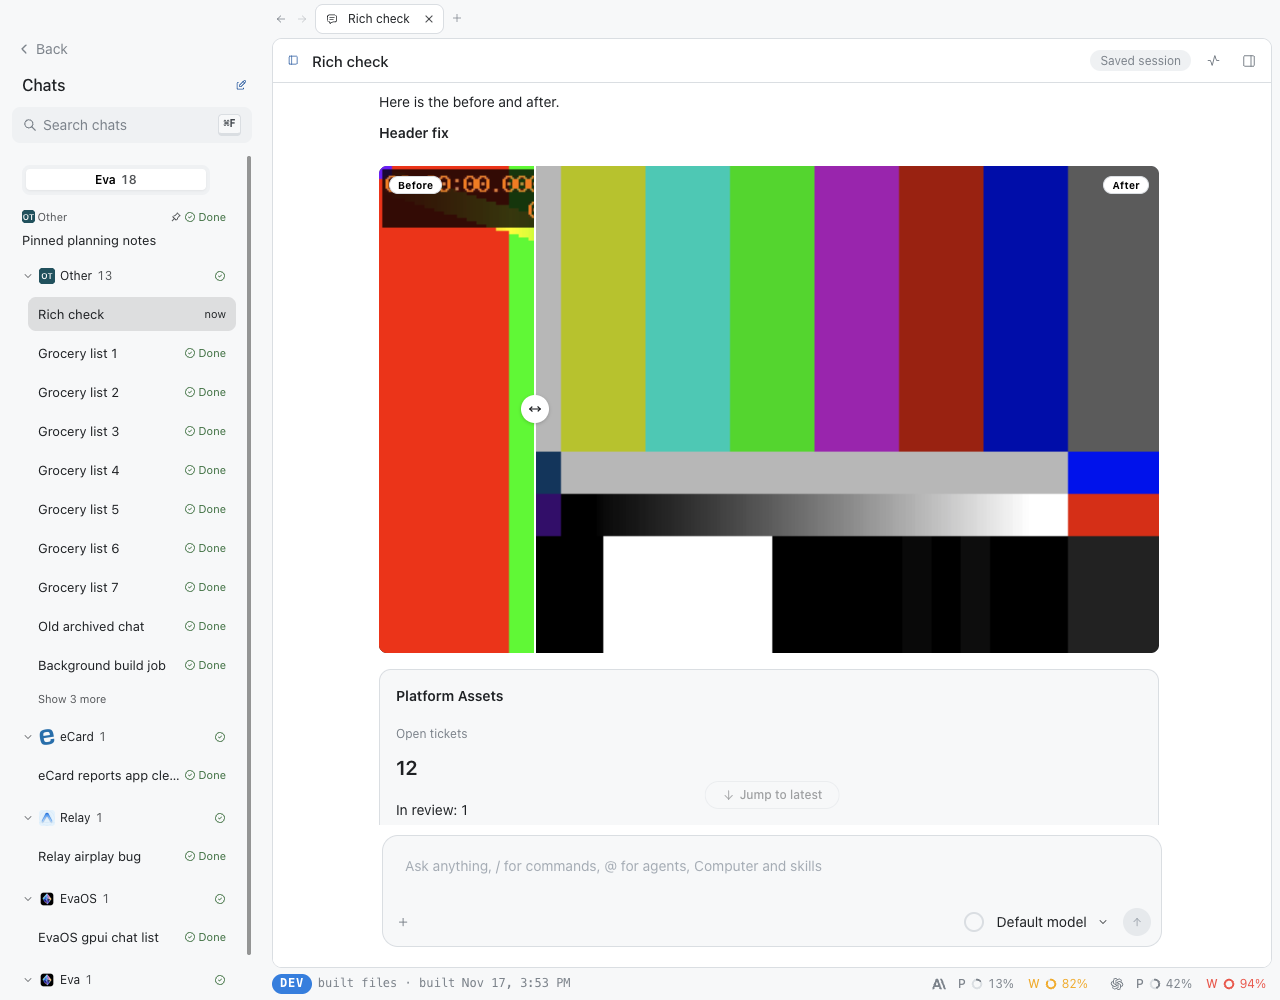 Rich check
Back
Chats
Search chats
⌘F
Eva 18
OT Other
Done
Pinned planning notes
OT Other 13
Rich check
now
Grocery list 1
Done
Grocery list 2
Done
Grocery list 3
Done
Grocery list 4
Done
Grocery list 5
Done
Grocery list 6
Done
Grocery list 7
Done
Old archived chat
Done
Background build job
Done
Show 3 more
eCard 1
eCard reports app cle...
Done
Relay 1
Relay airplay bug
Done
EvaOS 1
EvaOS gpui chat list
Done
Eva 1
Rich check
Saved session
Here is the before and after.
Header fix
Before
0:00.000
After
Platform Assets
Open tickets
12
In review: 1
Jump to latest
Ask anything, / for commands, @ for agents, Computer and skills
Default model
DEV built files · built Nov 17, 3:53 PM
P 13% W 82% P 42% W 94%